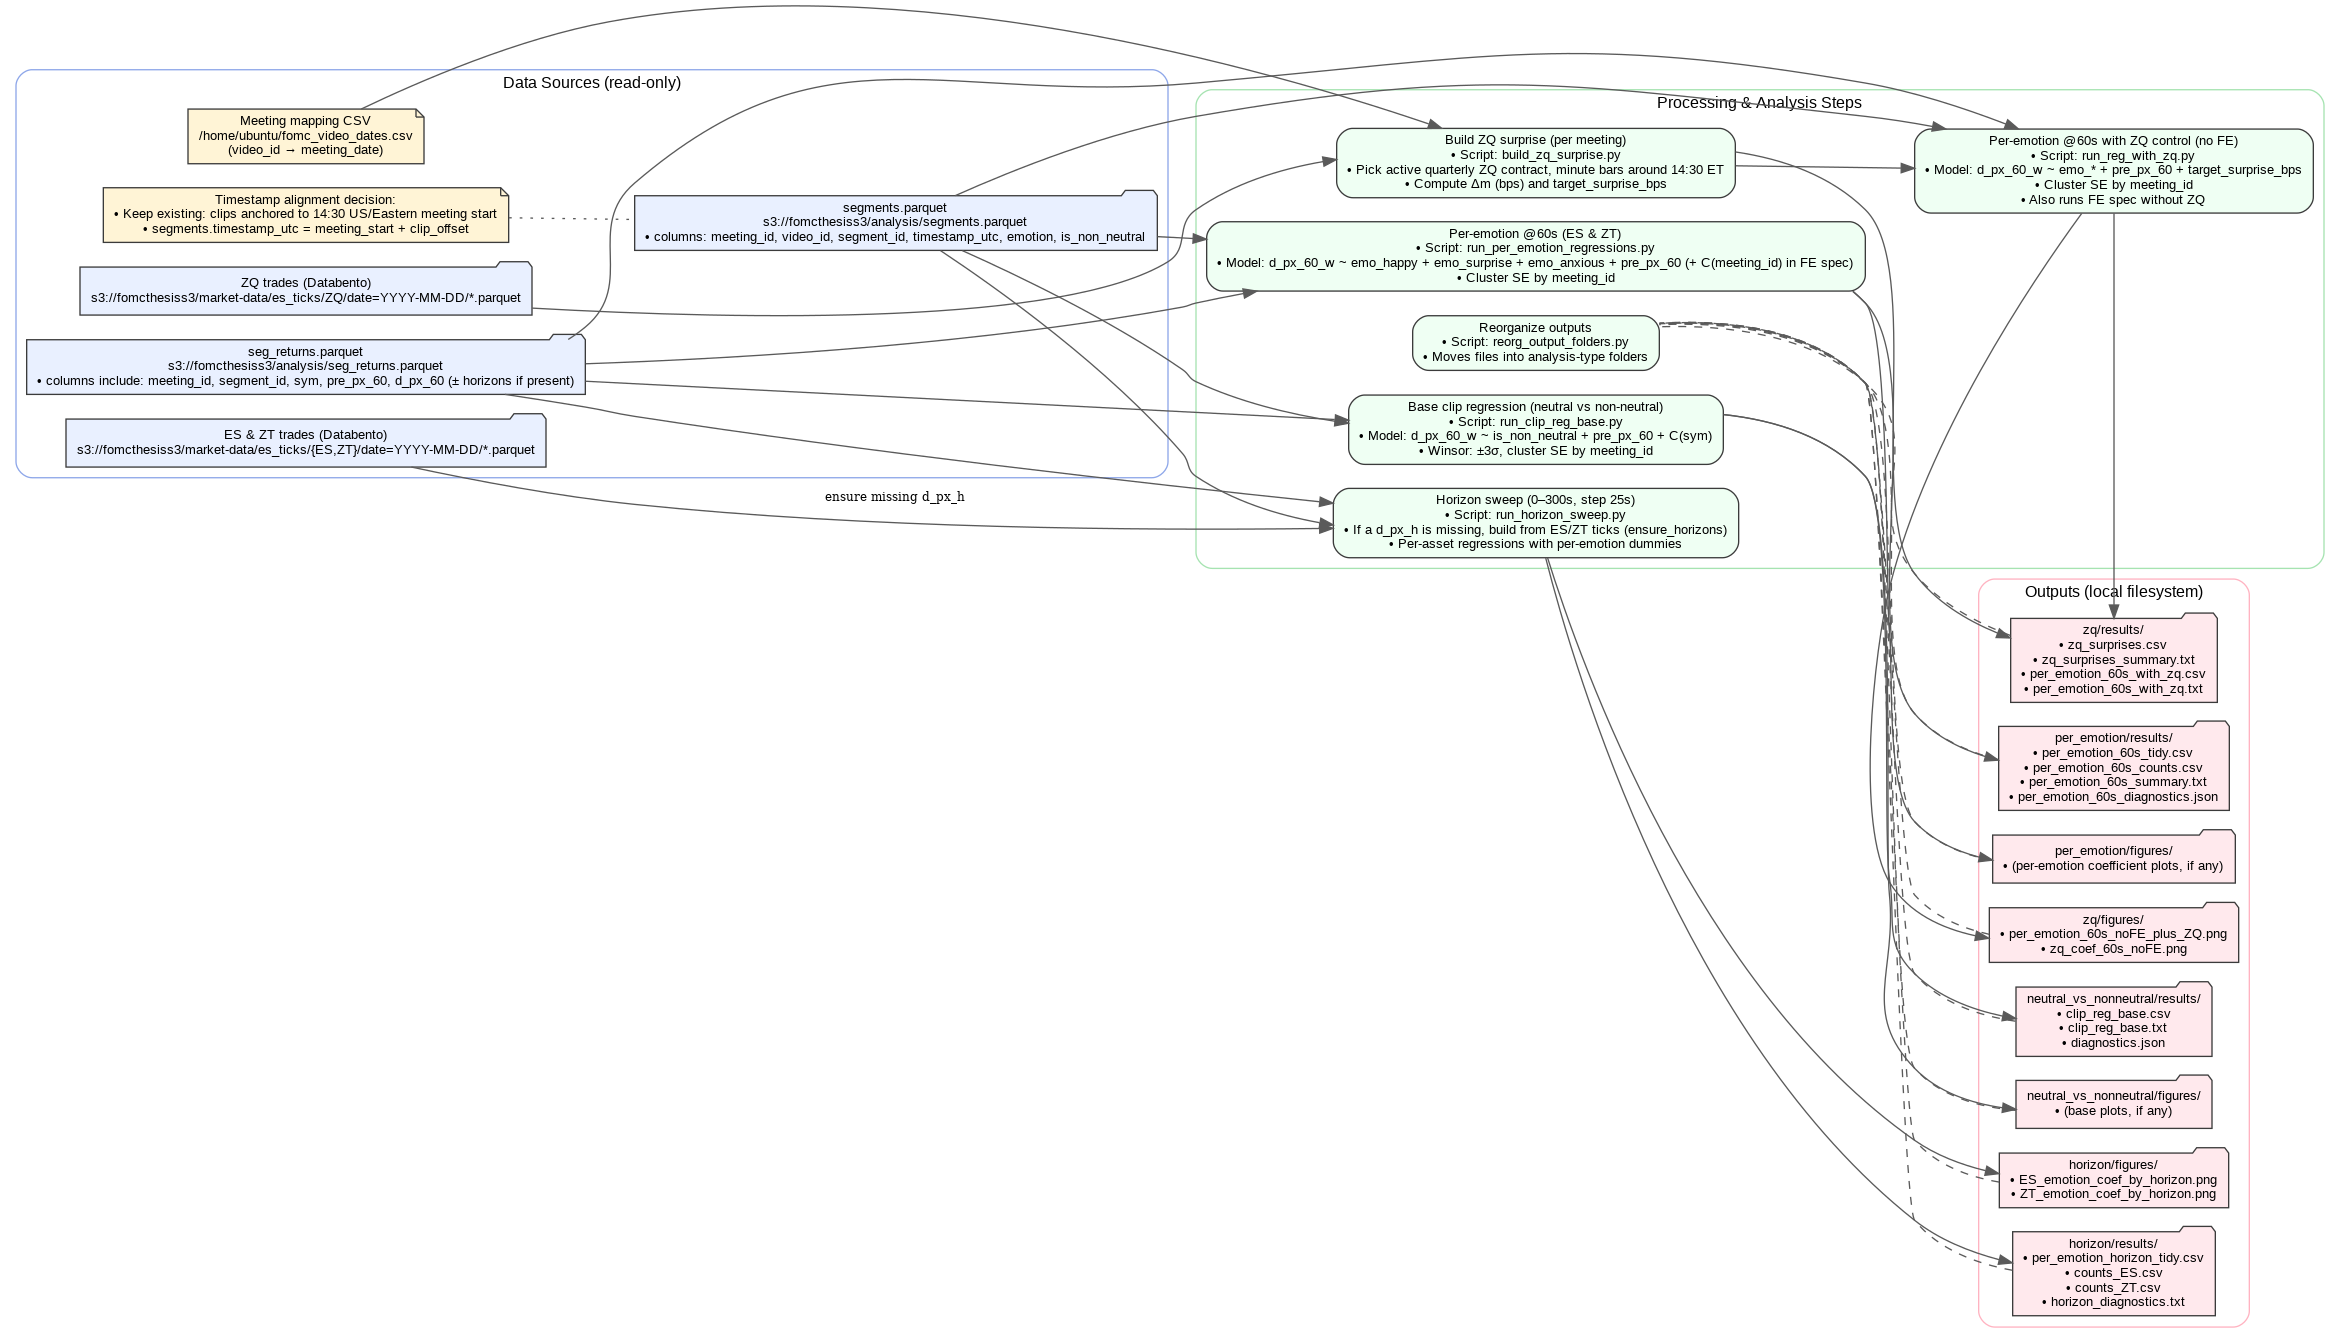 Data Sources (read-only)
Meeting mapping CSV
/home/ubuntu/fomc_video_dates.csv
(video_id → meeting_date)
Timestamp alignment decision:
• Keep existing: clips anchored to 14:30 US/Eastern meeting start
• segments.timestamp_utc = meeting_start + clip_offset
segments.parquet
s3://fomcthesiss3/analysis/segments.parquet
• columns: meeting_id, video_id, segment_id, timestamp_utc, emotion, is_non_neutral
ZQ trades (Databento)
s3://fomcthesiss3/market-data/es_ticks/ZQ/date=YYYY-MM-DD/*.parquet
seg_returns.parquet
s3://fomcthesiss3/analysis/seg_returns.parquet
• columns include: meeting_id, segment_id, sym, pre_px_60, d_px_60 (± horizons if present)
ES & ZT trades (Databento)
s3://fomcthesiss3/market-data/es_ticks/{ES,ZT}/date=YYYY-MM-DD/*.parquet
ensure missing d_px_h
Processing & Analysis Steps
Build ZQ surprise (per meeting)
• Script: build_zq_surprise.py
• Pick active quarterly ZQ contract, minute bars around 14:30 ET
• Compute Δm (bps) and target_surprise_bps
Per-emotion @60s with ZQ control (no FE)
• Script: run_reg_with_zq.py
• Model: d_px_60_w ~ emo_* + pre_px_60 + target_surprise_bps
• Cluster SE by meeting_id
• Also runs FE spec without ZQ
Per-emotion @60s (ES & ZT)
• Script: run_per_emotion_regressions.py
• Model: d_px_60_w ~ emo_happy + emo_surprise + emo_anxious + pre_px_60 (+ C(meeting_id) in FE spec)
• Cluster SE by meeting_id
Reorganize outputs
• Script: reorg_output_folders.py
• Moves files into analysis-type folders
Base clip regression (neutral vs non-neutral)
• Script: run_clip_reg_base.py
• Model: d_px_60_w ~ is_non_neutral + pre_px_60 + C(sym)
• Winsor: ±3σ, cluster SE by meeting_id
Horizon sweep (0–300s, step 25s)
• Script: run_horizon_sweep.py
• If a d_px_h is missing, build from ES/ZT ticks (ensure_horizons)
• Per-asset regressions with per-emotion dummies
Outputs (local filesystem)
zq/results/
• zq_surprises.csv
• zq_surprises_summary.txt
• per_emotion_60s_with_zq.csv
• per_emotion_60s_with_zq.txt
per_emotion/results/
• per_emotion_60s_tidy.csv
• per_emotion_60s_counts.csv
• per_emotion_60s_summary.txt
• per_emotion_60s_diagnostics.json
per_emotion/figures/
• (per-emotion coefficient plots, if any)
zq/figures/
• per_emotion_60s_noFE_plus_ZQ.png
• zq_coef_60s_noFE.png
neutral_vs_nonneutral/results/
• clip_reg_base.csv
• clip_reg_base.txt
• diagnostics.json
neutral_vs_nonneutral/figures/
• (base plots, if any)
horizon/figures/
• ES_emotion_coef_by_horizon.png
• ZT_emotion_coef_by_horizon.png
horizon/results/
• per_emotion_horizon_tidy.csv
• counts_ES.csv
• counts_ZT.csv
• horizon_diagnostics.txt